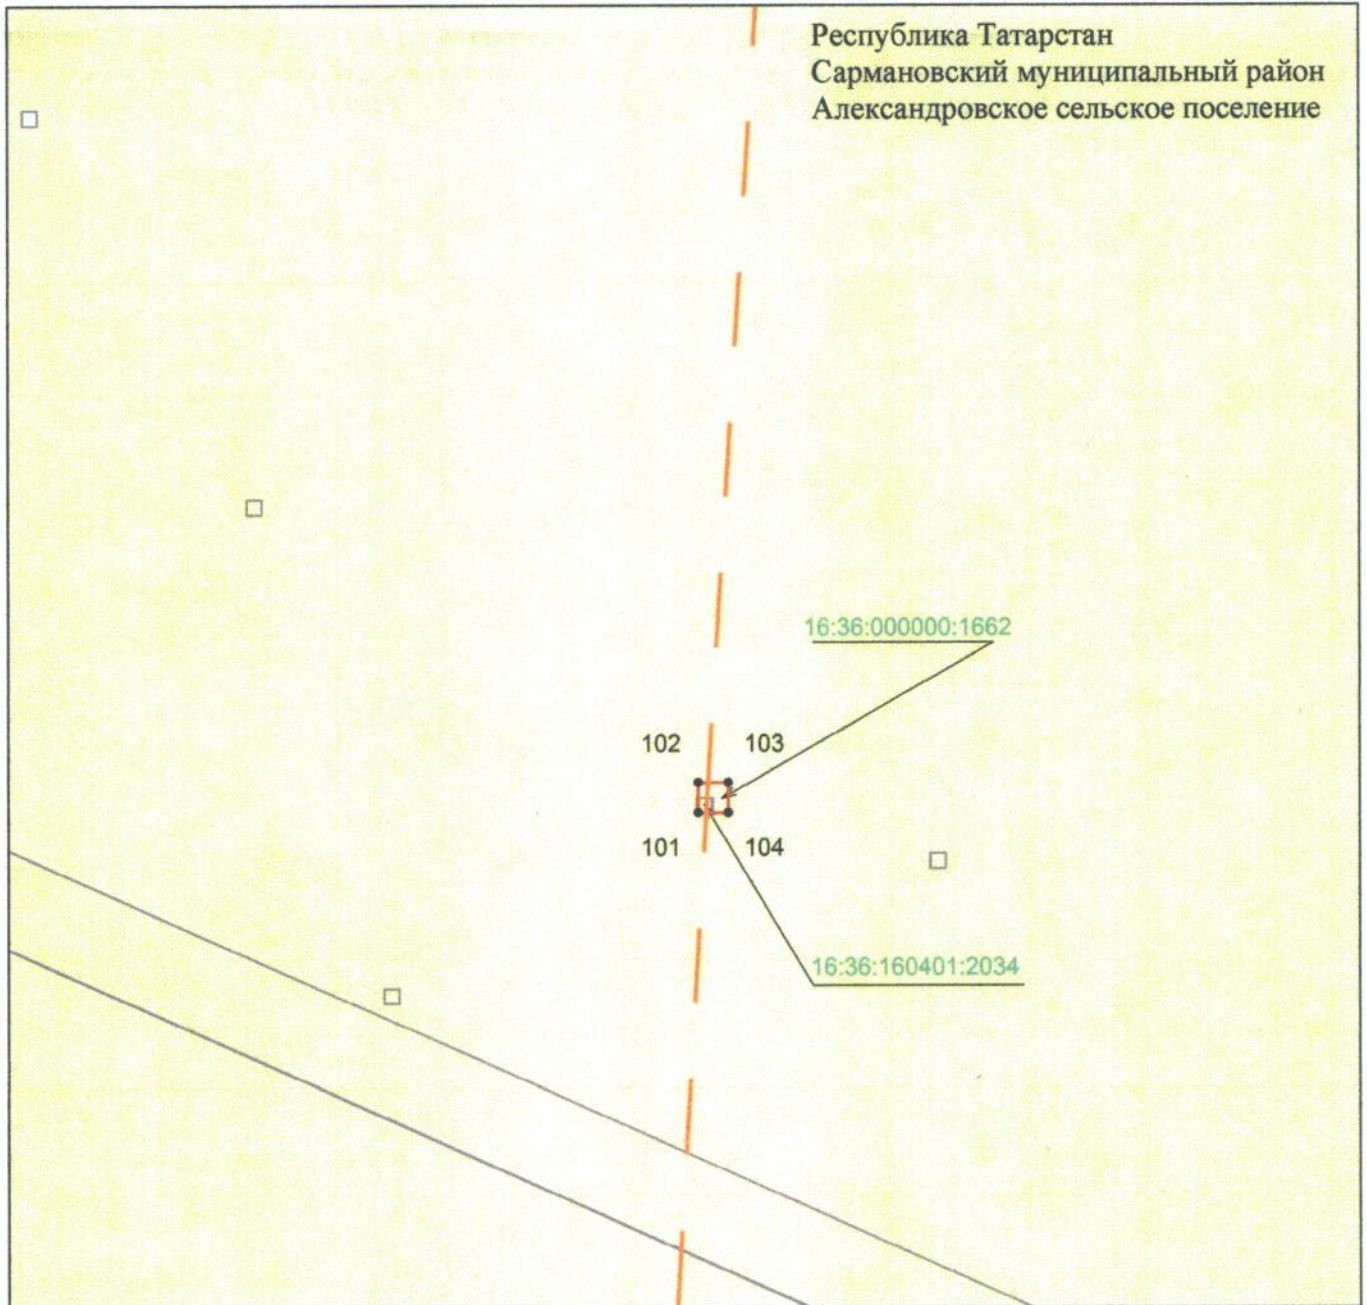 Республика Татарстан
Сармановский муниципальный район
Александровское сельское поселение
16:36:000000:1662
102
103
101
104
16:36:160401:2034